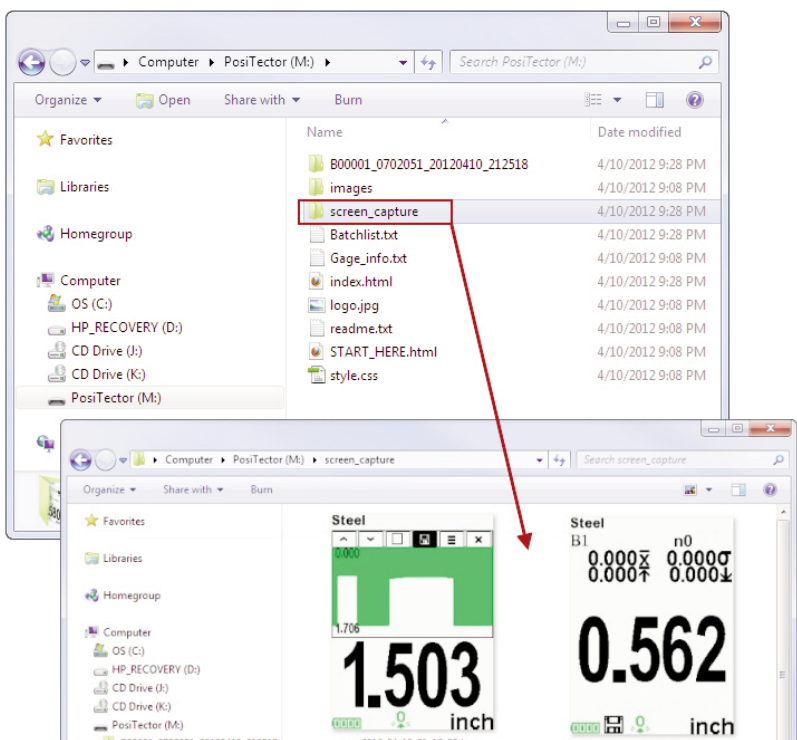 Computer PosiTector (M:)
Search PosiTector (M:)
Organize Open Share with Burn
Favorites
Libraries
Homegroup
Computer
OS (C:)
HP_RECOVERY (D:)
CD Drive (J:)
CD Drive (K:)
PosiTector (M:)
Name Date modified
B00001_0702051_20120410_212518 4/10/2012 9:28 PM
images 4/10/2012 9:08 PM
screen_capture 4/10/2012 9:28 PM
Batchlist.txt 4/10/2012 9:08 PM
Gage_info.txt 4/10/2012 9:08 PM
index.html 4/10/2012 9:28 PM
logo.jpg 4/10/2012 9:08 PM
readme.txt 4/10/2012 9:08 PM
START_HERE.html 4/10/2012 9:08 PM
style.css 4/10/2012 9:08 PM
Computer PosiTector (M:) screen_capture
Search screen_capture
Organize Share with Burn
Favorites
Libraries
Homegroup
Computer
OS (C:)
HP_RECOVERY (D:)
CD Drive (J:)
CD Drive (K:)
PosiTector (M:)
Steel
0.000
1.706
1.503
inch
Steel
B1 n0
0.000x̅ 0.000σ
0.000↑ 0.000↓
0.562
inch